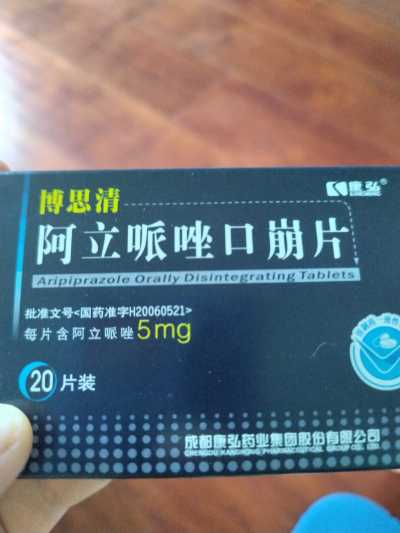 康弘®
博思清
阿立哌唑口崩片
Aripiprazole Orally Disintegrating Tablets
批准文号<国药准字H20060521>
每片含阿立哌唑5mg
20片装
成都康弘药业集团股份有限公司
CHENGDU KANGHONG PHARMACEUTICAL GROUP CO., LTD